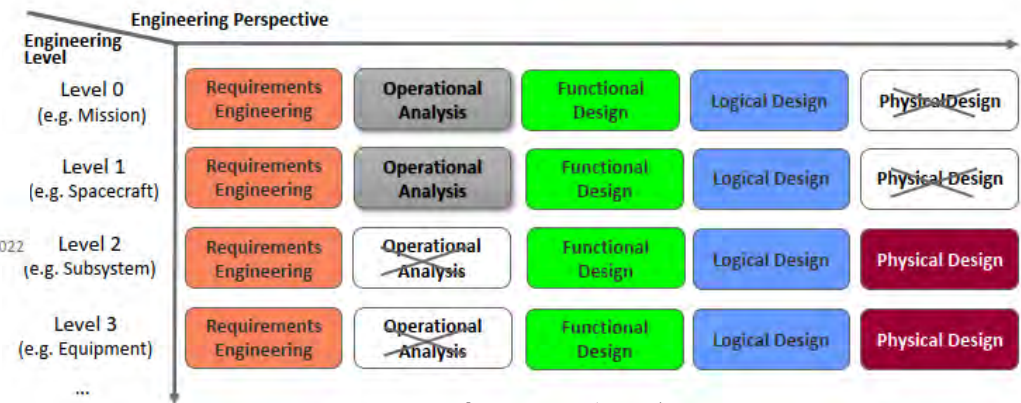 Engineering Perspective
Engineering
Level
Level 0
(e.g. Mission)
Requirements
Engineering
Operational
Analysis
Functional
Design
Logical Design
PhysicalDesign
Level 1
(e.g. Spacecraft)
Requirements
Engineering
Operational
Analysis
Functional
Design
Logical Design
Physical Design
022
Level 2
(e.g. Subsystem)
Requirements
Engineering
Operational
Analysis
Functional
Design
Logical Design
Physical Design
Level 3
(e.g. Equipment)
Requirements
Engineering
Operational
Analysis
Functional
Design
Logical Design
Physical Design
...